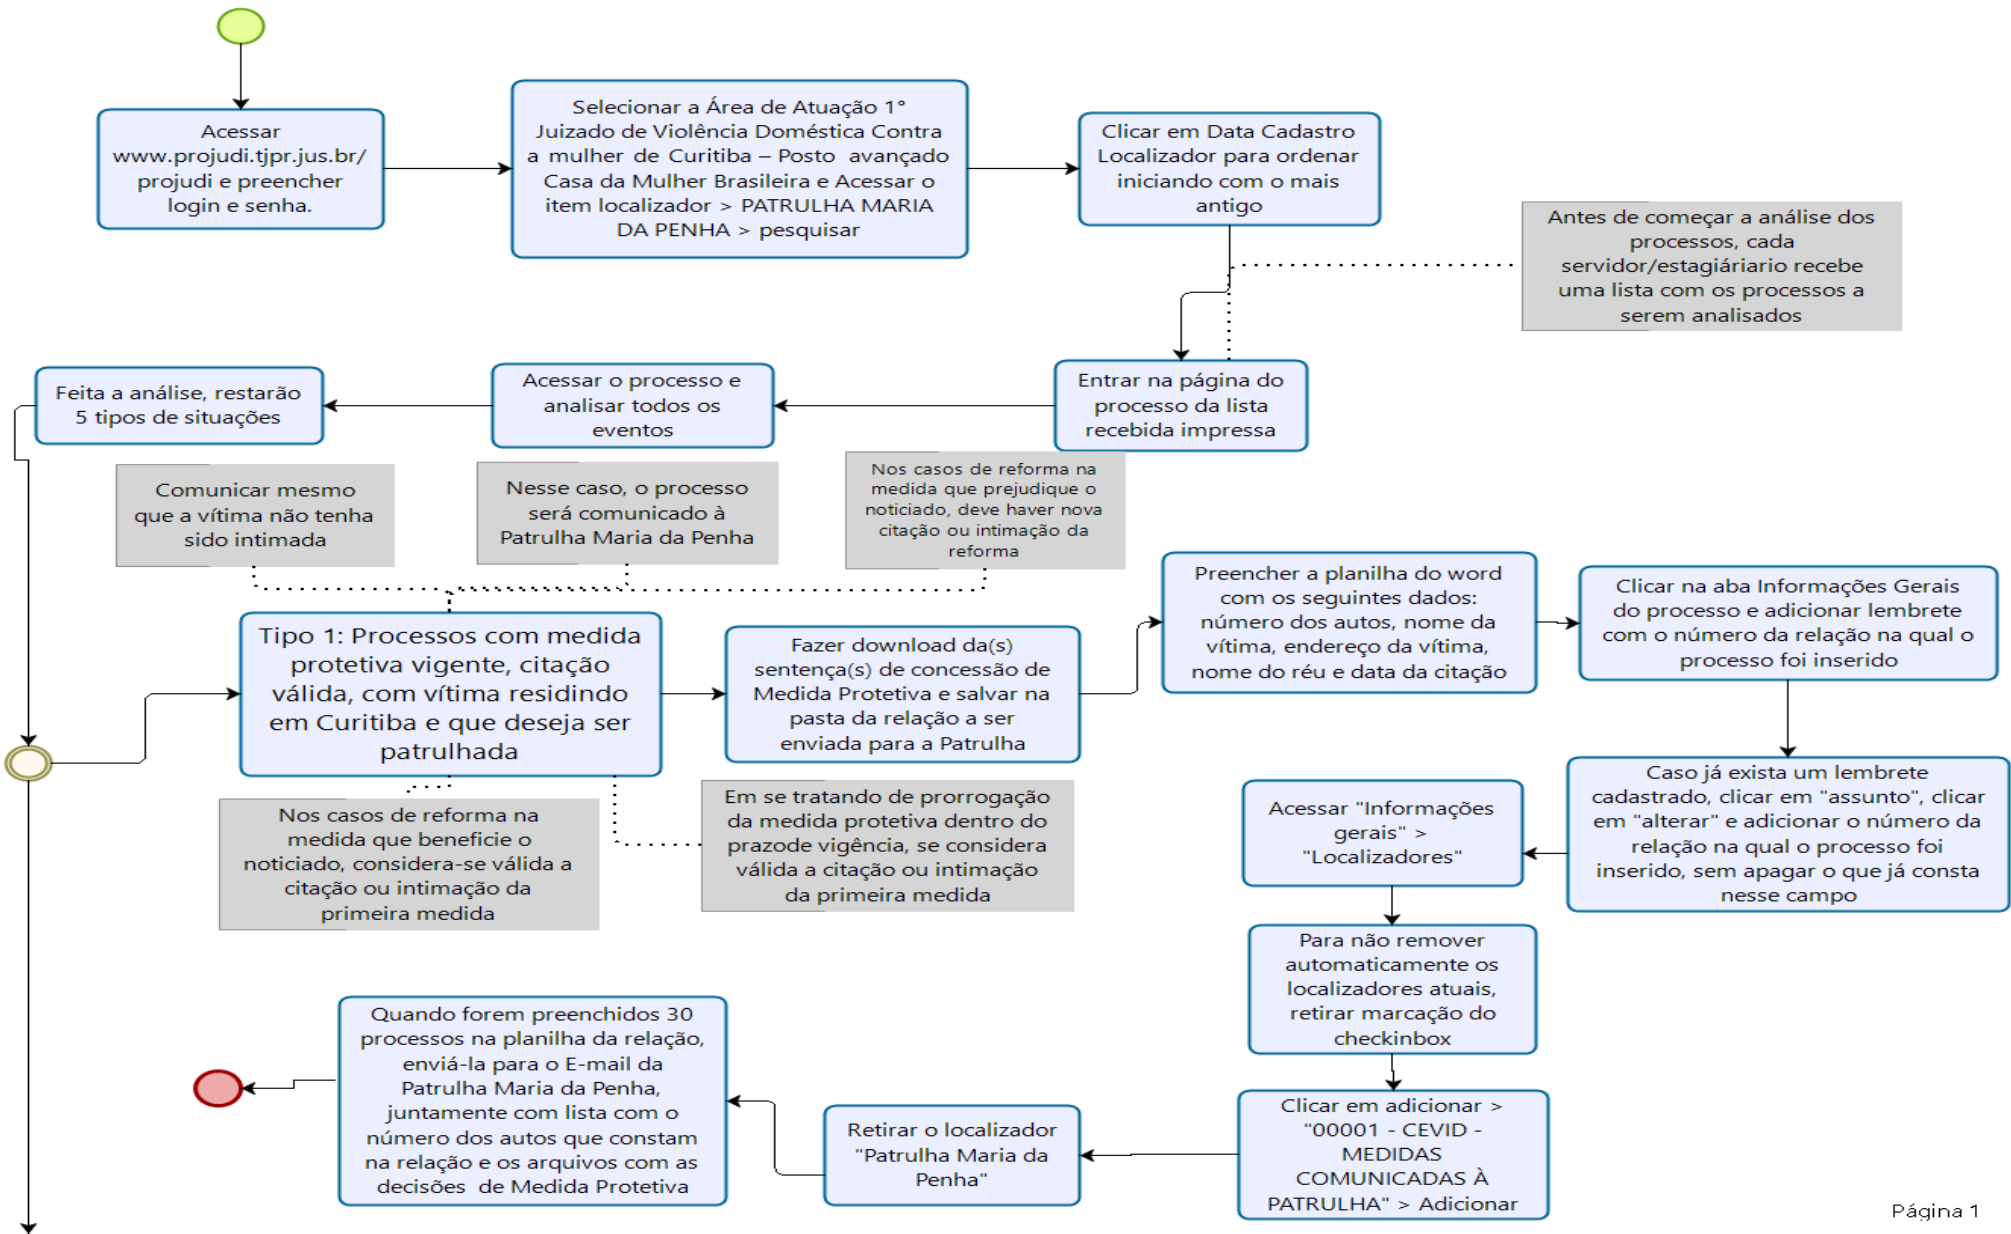 Acessar
www.projudi.tjpr.jus.br/
projudi e preencher
login e senha.
Selecionar a Área de Atuação 1°
Juizado de Violência Doméstica Contra
a mulher de Curitiba – Posto avançado
Casa da Mulher Brasileira e Acessar o
item localizador > PATRULHA MARIA
DA PENHA > pesquisar
Clicar em Data Cadastro
Localizador para ordenar
iniciando com o mais
antigo
Antes de começar a análise dos
processos, cada
servidor/estagiáriario recebe
uma lista com os processos a
serem analisados
Entrar na página do
processo da lista
recebida impressa
Acessar o processo e
analisar todos os
eventos
Feita a análise, restarão
5 tipos de situações
Comunicar mesmo
que a vítima não tenha
sido intimada
Nesse caso, o processo
será comunicado à
Patrulha Maria da Penha
Nos casos de reforma na
medida que prejudique o
noticiado, deve haver nova
citação ou intimação da
reforma
Tipo 1: Processos com medida
protetiva vigente, citação
válida, com vítima residindo
em Curitiba e que deseja ser
patrulhada
Fazer download da(s)
sentença(s) de concessão de
Medida Protetiva e salvar na
pasta da relação a ser
enviada para a Patrulha
Preencher a planilha do word
com os seguintes dados:
número dos autos, nome da
vítima, endereço da vítima,
nome do réu e data da citação
Clicar na aba Informações Gerais
do processo e adicionar lembrete
com o número da relação na qual o
processo foi inserido
Nos casos de reforma na
medida que beneficie o
noticiado, considera-se válida a
citação ou intimação da
primeira medida
Em se tratando de prorrogação
da medida protetiva dentro do
prazode vigência, se considera
válida a citação ou intimação
da primeira medida
Caso já exista um lembrete
cadastrado, clicar em "assunto", clicar
em "alterar" e adicionar o número da
relação na qual o processo foi
inserido, sem apagar o que já consta
nesse campo
Acessar "Informações
gerais" >
"Localizadores"
Para não remover
automaticamente os
localizadores atuais,
retirar marcação do
checkinbox
Clicar em adicionar >
"00001 - CEVID -
MEDIDAS
COMUNICADAS À
PATRULHA" > Adicionar
Retirar o localizador
"Patrulha Maria da
Penha"
Quando forem preenchidos 30
processos na planilha da relação,
enviá-la para o E-mail da
Patrulha Maria da Penha,
juntamente com lista com o
número dos autos que constam
na relação e os arquivos com as
decisões de Medida Protetiva
Página 1